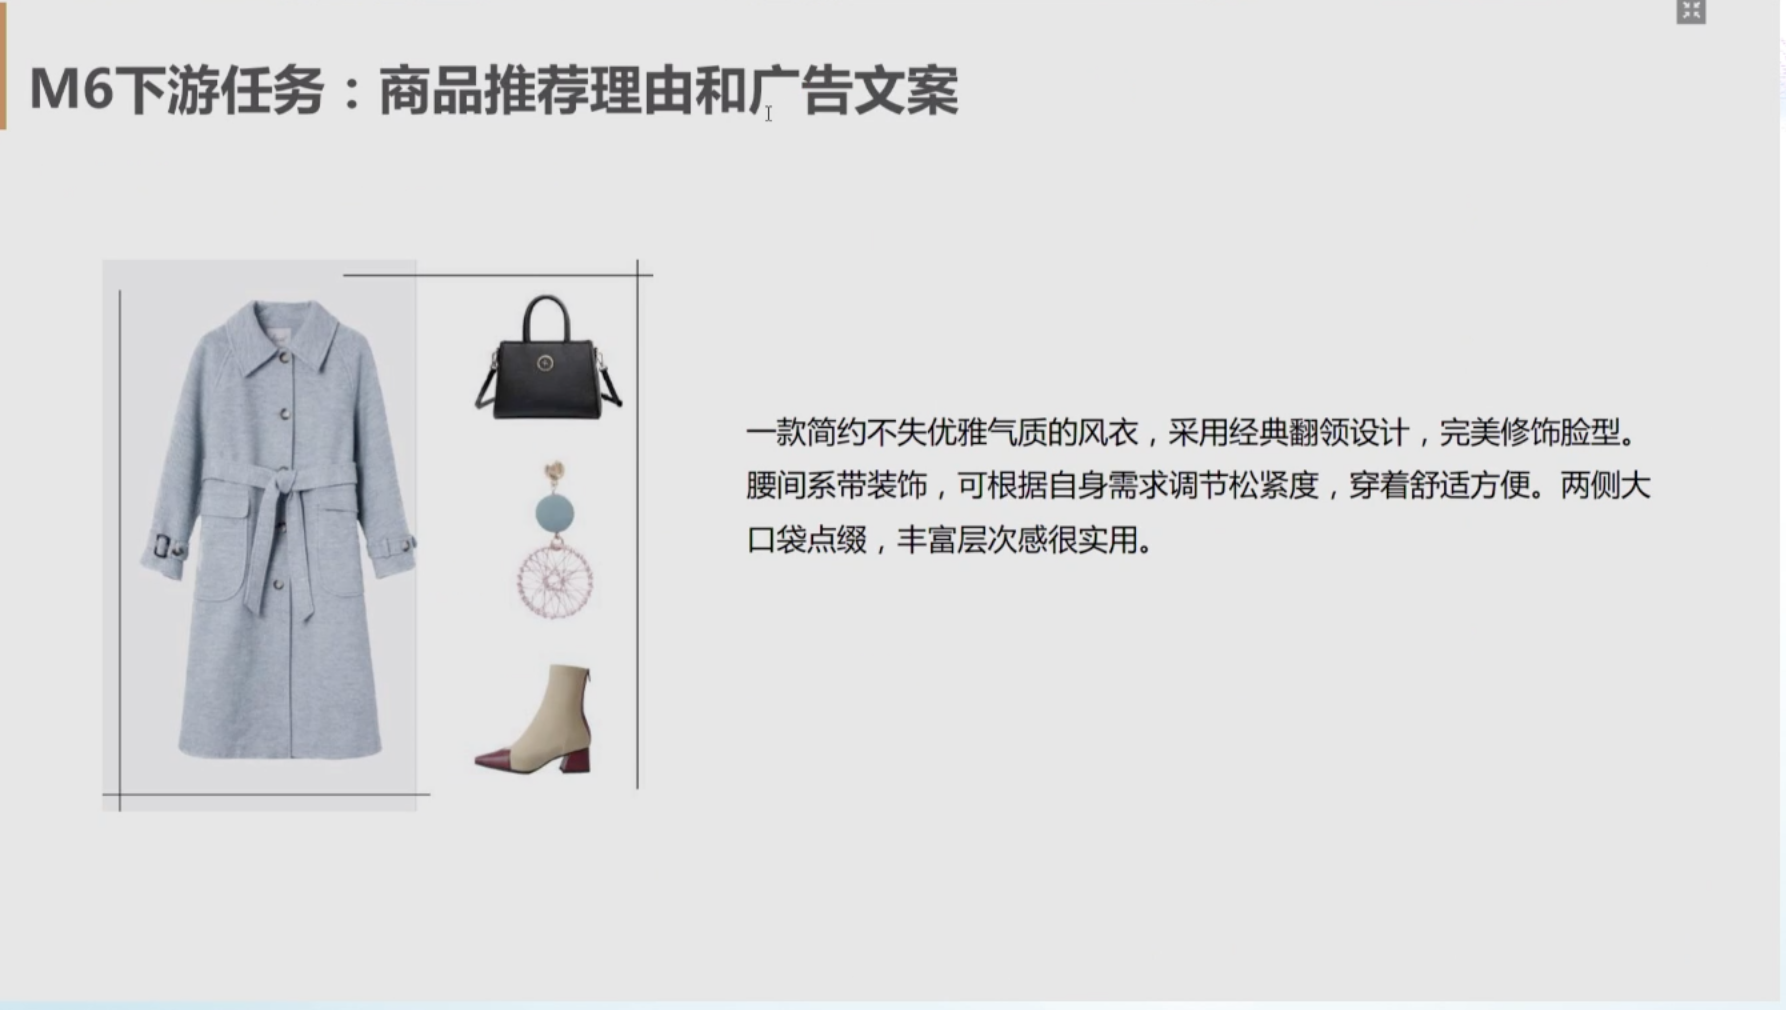 M6下游任务：商品推荐理由和广告文案
一款简约不失优雅气质的风衣，采用经典翻领设计，完美修饰脸型。
腰间系带装饰，可根据自身需求调节松紧度，穿着舒适方便。两侧大
口袋点缀，丰富层次感很实用。